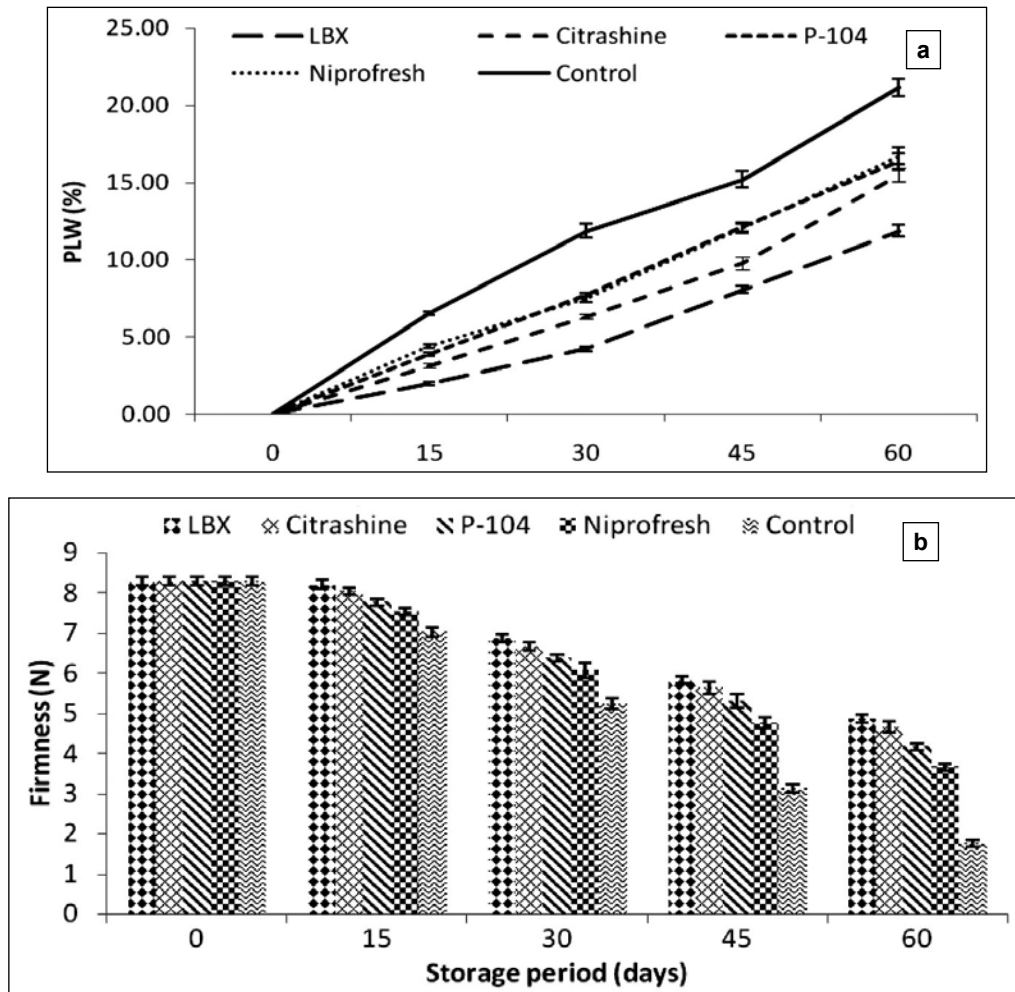 25.00
20.00
15.00
10.00
5.00
0.00
PLW (%)
LBX Citrashine P-104
Niprofresh Control
a
0 15 30 45 60
LBX Citrashine P-104 Niprofresh Control
b
9
8
7
6
5
4
3
2
1
0
Firmness (N)
0 15 30 45 60
Storage period (days)